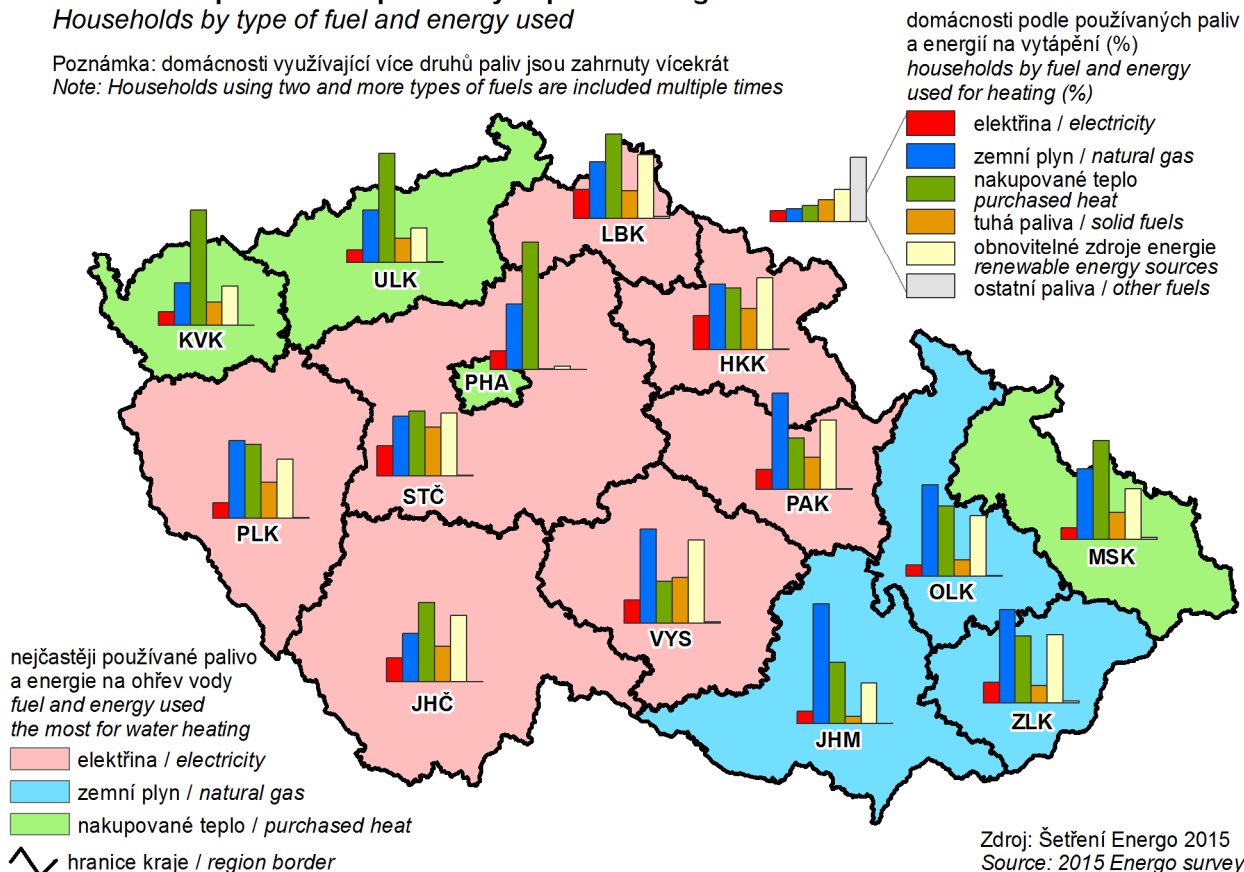 Households by type of fuel and energy used
Poznámka: domácnosti využívající více druhů paliv jsou zahrnuty vícekrát
Note: Households using two and more types of fuels are included multiple times
domácnosti podle používaných paliv
a energií na vytápění (%)
households by fuel and energy
used for heating (%)
elektřina / electricity
zemní plyn / natural gas
nakupované teplo
purchased heat
tuhá paliva / solid fuels
obnovitelné zdroje energie
renewable energy sources
ostatní paliva / other fuels
LBK
ULK
KVK
HKK
PHA
STČ
PAK
PLK
MSK
OLK
VYS
JHČ
ZLK
JHM
nejčastěji používané palivo
a energie na ohřev vody
fuel and energy used
the most for water heating
elektřina / electricity
zemní plyn / natural gas
nakupované teplo / purchased heat
hranice kraje / region border
Zdroj: Šetření Energo 2015
Source: 2015 Energo survey